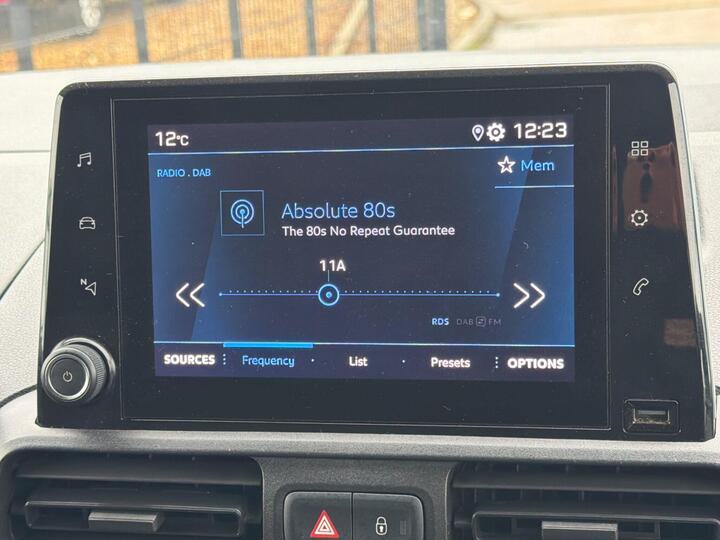 12°C 12:23
RADIO . DAB
Mem
Absolute 80s
The 80s No Repeat Guarantee
11A
RDS DAB FM
SOURCES Frequency List Presets OPTIONS
N